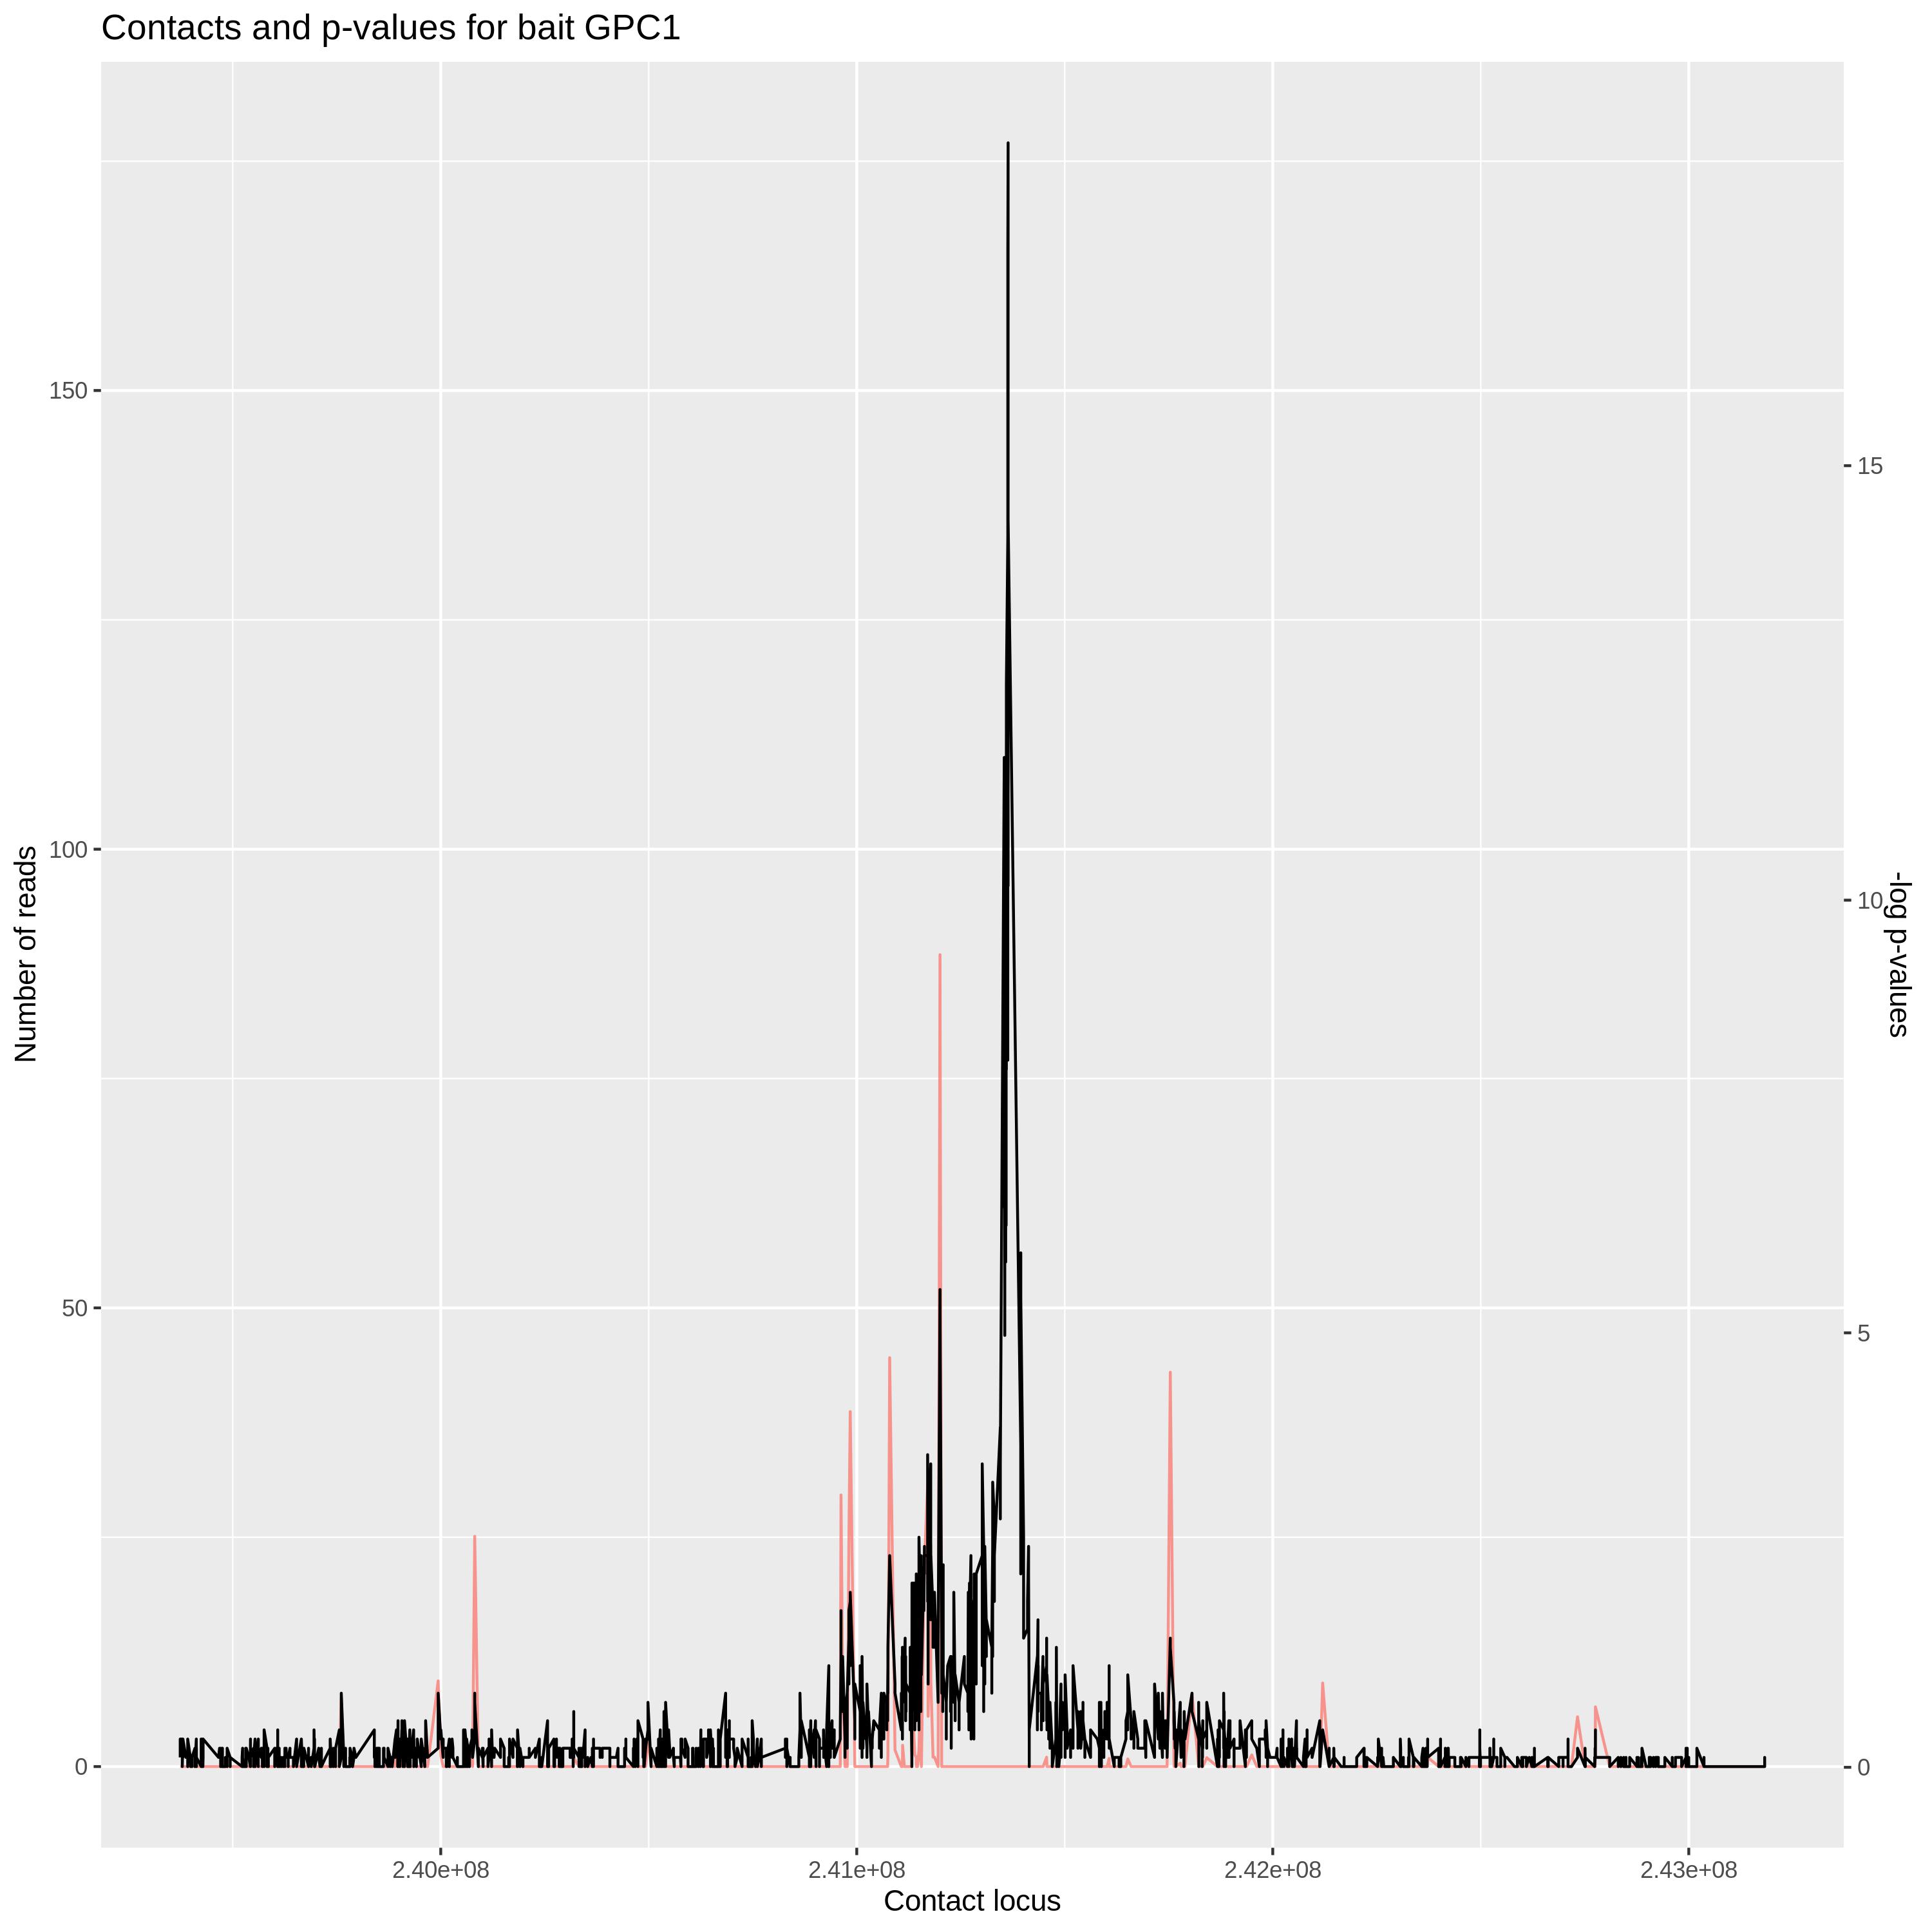 Contacts and p-values for bait GPC1
Number of reads
150
100
50
0
15
10
5
0
-log p-values
2.40e+08
2.41e+08
2.42e+08
2.43e+08
Contact locus